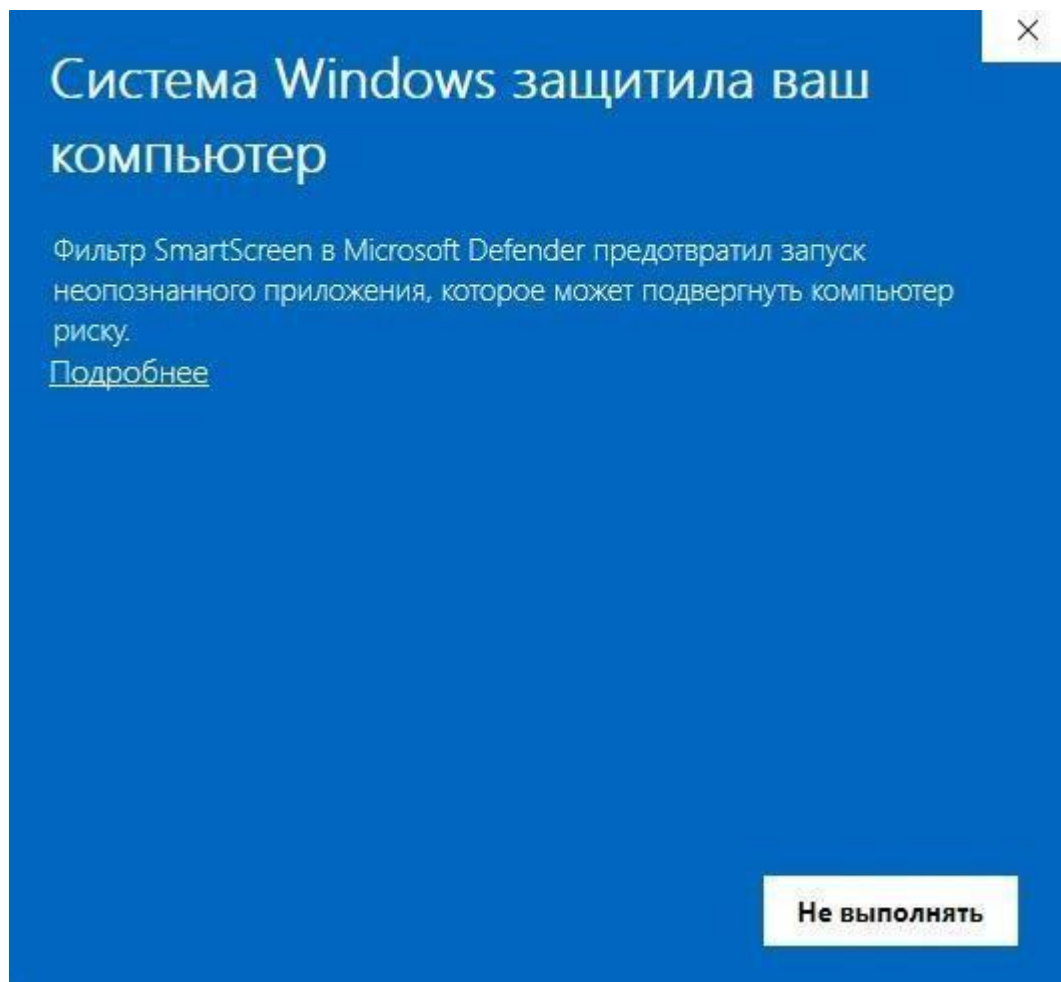 Система Windows защитила ваш
компьютер
Фильтр SmartScreen в Microsoft Defender предотвратил запуск
неопознанного приложения, которое может подвергнуть компьютер
риску.
Подробнее
Не выполнять